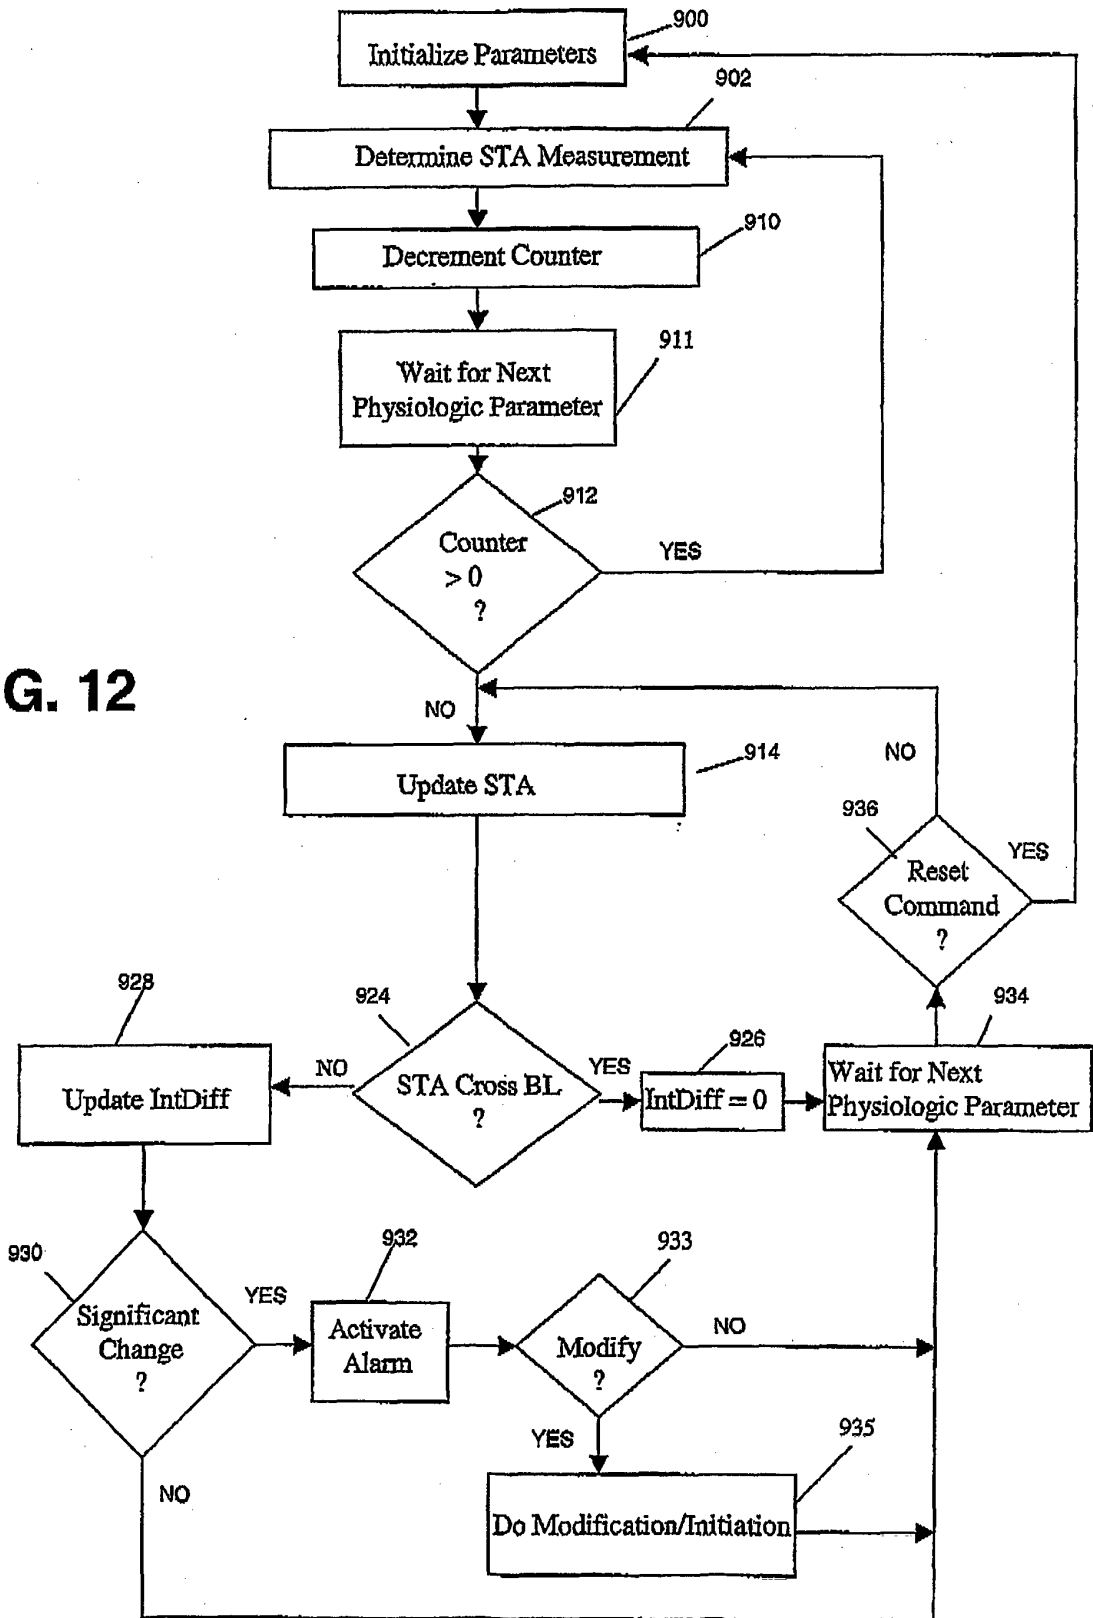 900
Initialize Parameters
902
Determine STA Measurement
910
Decrement Counter
911
Wait for Next
Physiologic Parameter
912
Counter
> 0
?
YES
G. 12
NO
914
Update STA
NO
936
Reset
Command
?
YES
928
924
926
934
Update IntDiff
NO
STA Cross BL
?
YES
IntDiff = 0
Wait for Next
Physiologic Parameter
930
Significant
Change
?
YES
932
Activate
Alarm
933
Modify
?
NO
YES
935
NO
Do Modification/Initiation